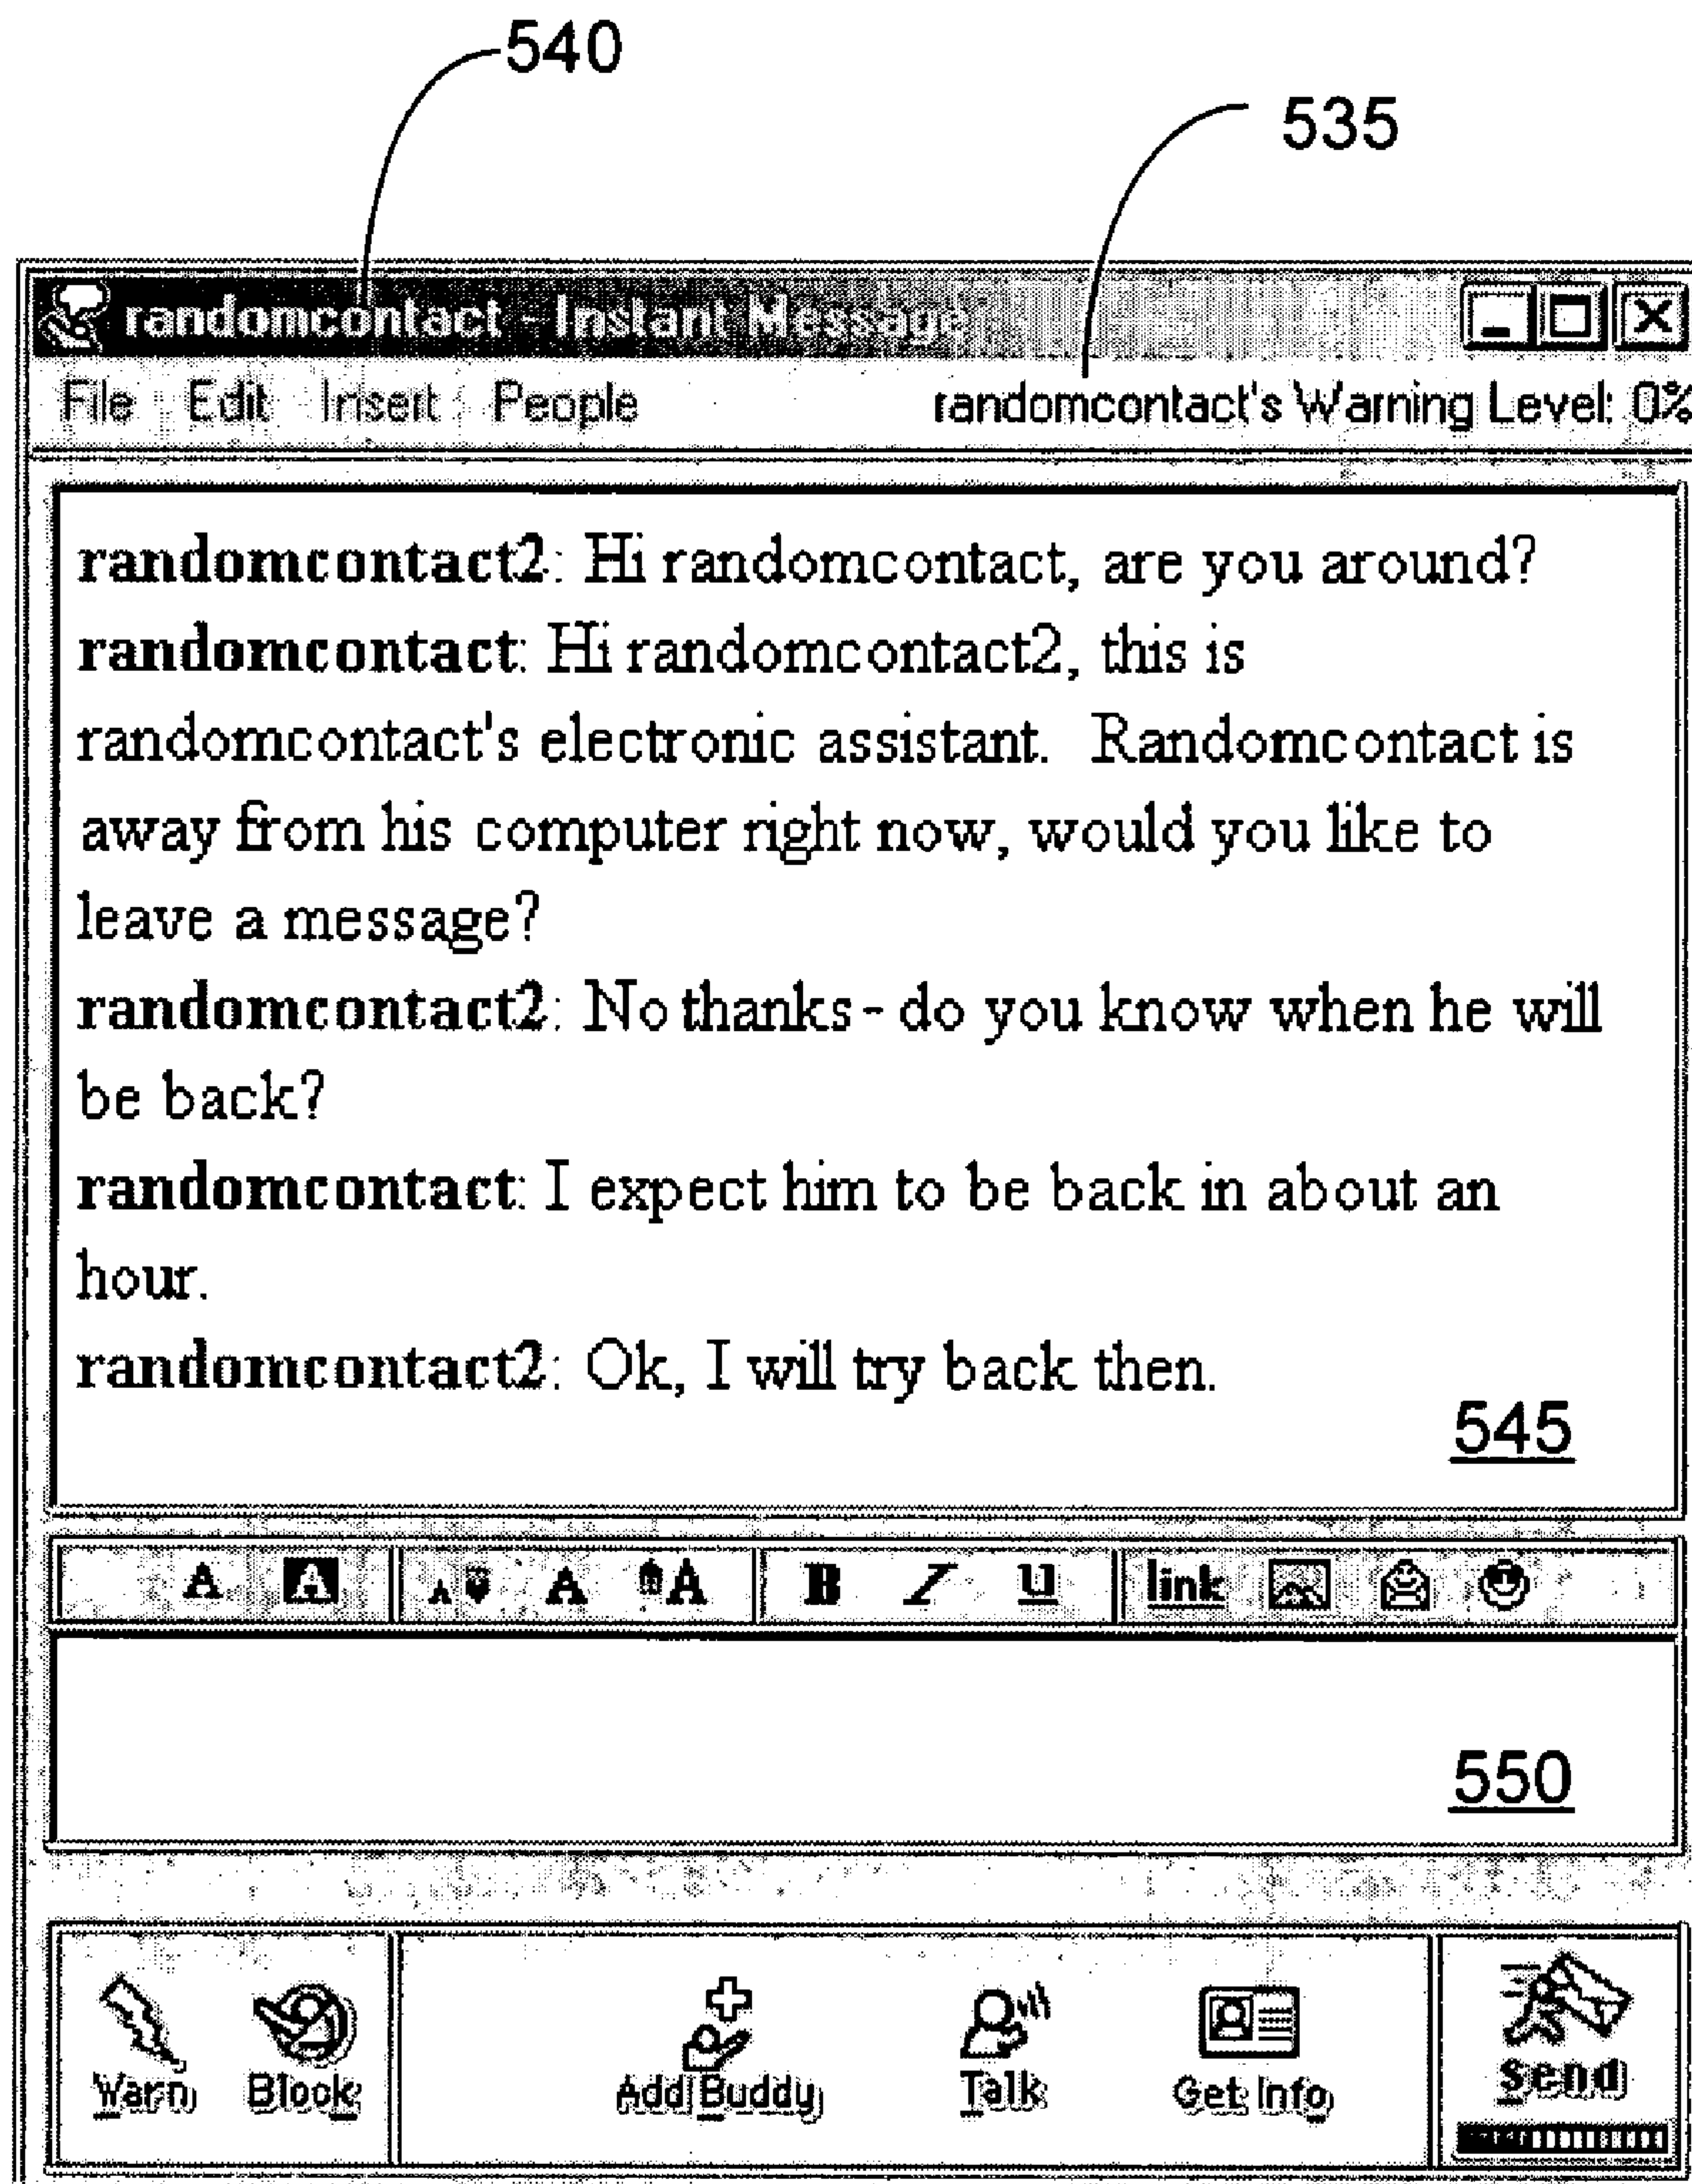 540
535
randomcontact - Instant Message
File Edit Insert People randomcontact's Warning Level: 0%
randomcontact2: Hi randomcontact, are you around?
randomcontact: Hi randomcontact2, this is
randomcontact's electronic assistant. Randomcontact is
away from his computer right now, would you like to
leave a message?
randomcontact2: No thanks - do you know when he will
be back?
randomcontact: I expect him to be back in about an
hour.
randomcontact2: Ok, I will try back then.
545
A A A A A B I U link
550
Warn Block Add Buddy Talk Get Info Send